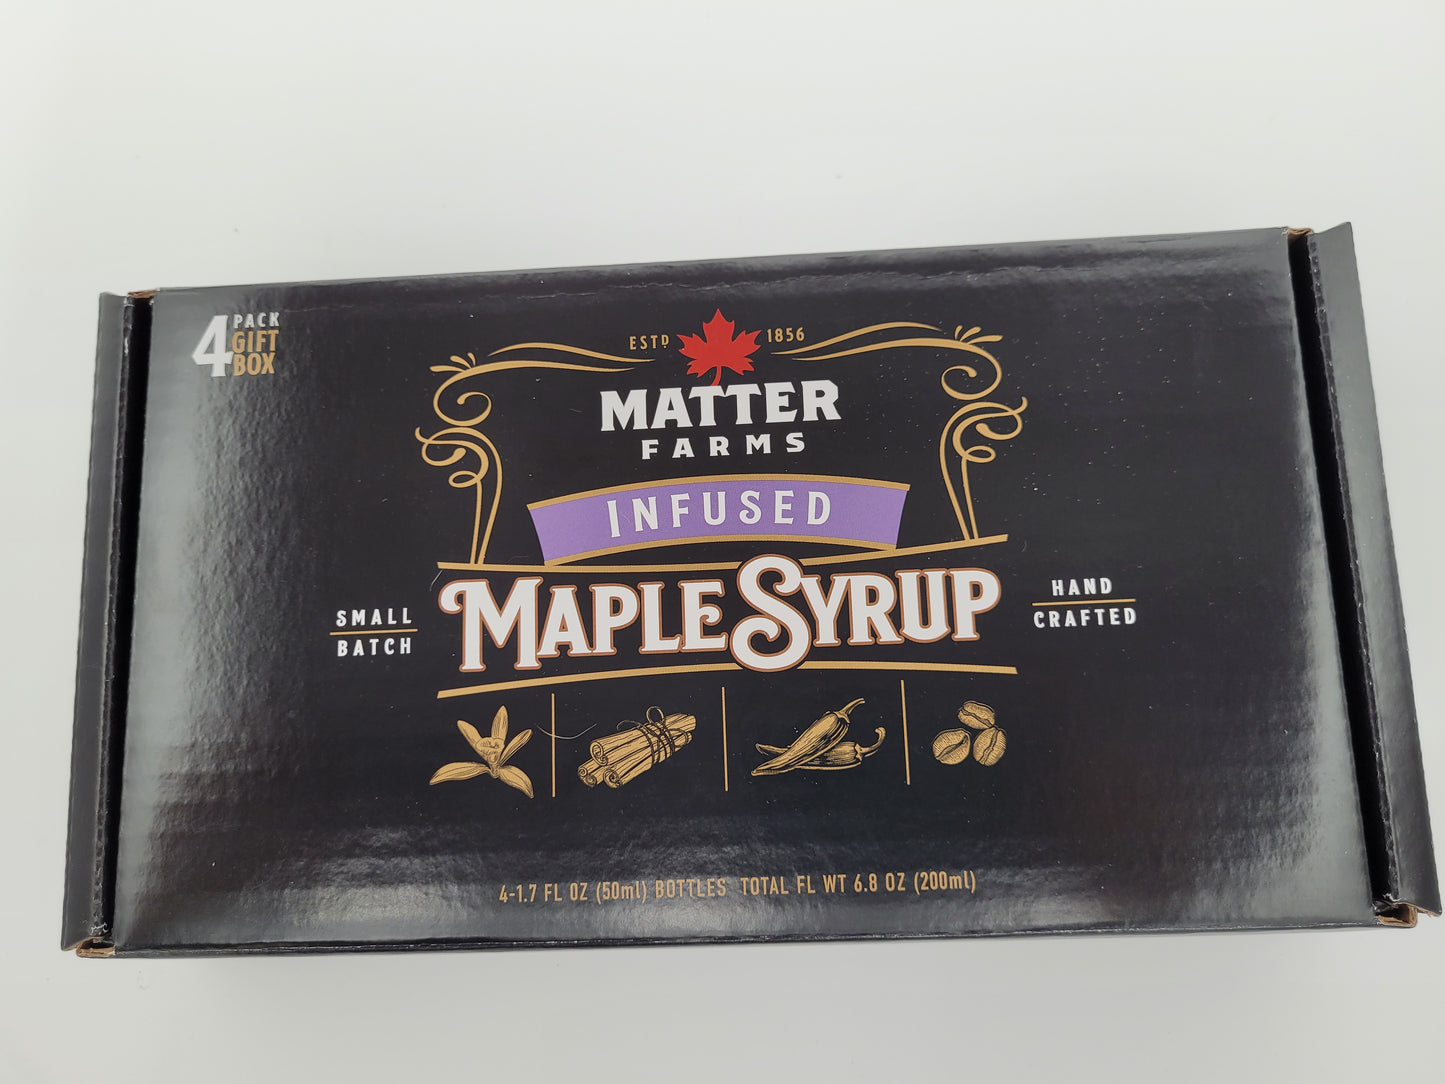 4 PACK
GIFT
BOX
ESTD 1856
MATTER
FARMS
INFUSED
MAPLE SYRUP
SMALL
BATCH
HAND
CRAFTED
4-1.7 FL OZ (50ml) BOTTLES TOTAL FL WT 6.8 OZ (200ml)